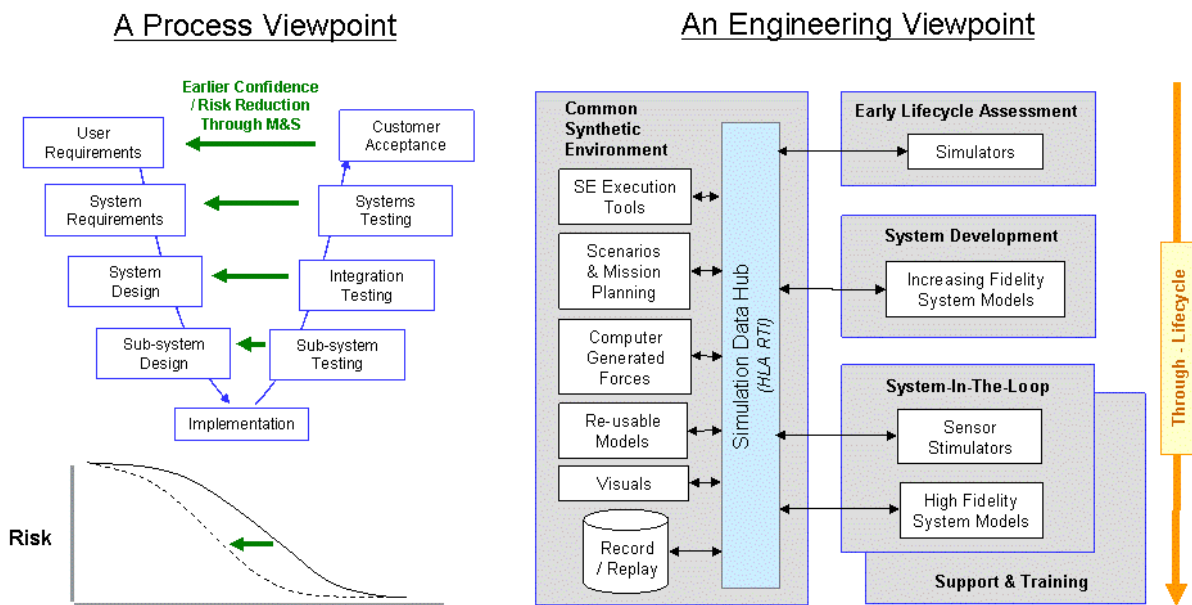 A Process Viewpoint
Earlier Confidence
/ Risk Reduction
Through M&S
User
Requirements
Customer
Acceptance
System
Requirements
Systems
Testing
System
Design
Integration
Testing
Sub-system
Design
Sub-system
Testing
Implementation
Risk
An Engineering Viewpoint
Common
Synthetic
Environment
SE Execution
Tools
Scenarios
& Mission
Planning
Computer
Generated
Forces
Re-usable
Models
Visuals
Record
/ Replay
Simulation Data Hub
(HLA RTI)
Early Lifecycle Assessment
Simulators
System Development
Increasing Fidelity
System Models
System-In-The-Loop
Sensor
Stimulators
High Fidelity
System Models
Support & Training
Through - Lifecycle